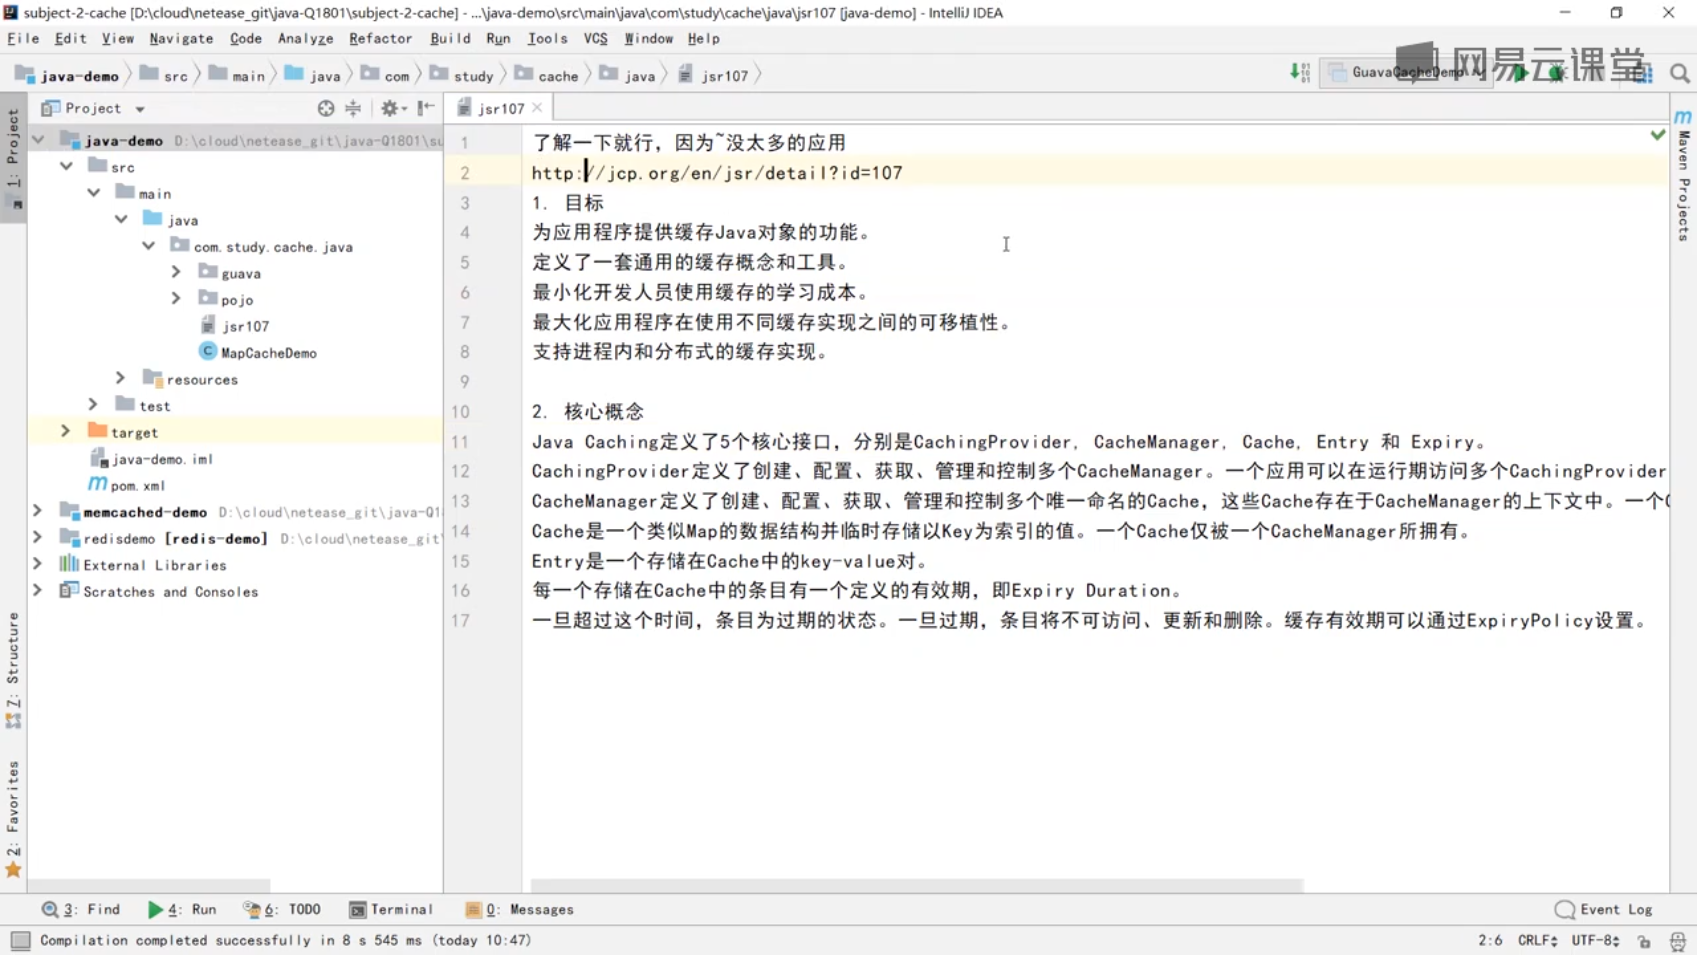 subject-2-cache [D:\cloud\netease_git\java-Q1801\subject-2-cache] - ...\java-demo\src\main\java\com\study\cache\java\jsr107 [java-demo] - IntelliJ IDEA
File Edit View Navigate Code Analyze Refactor Build Run Tools VCS Window Help
java-demo src main java com study cache java jsr107
GuavaCacheDemo
网易云课堂
Project
jsr107
1: Project
Z: Structure
2: Favorites
Maven Projects
java-demo D:\cloud\netease_git\java-Q1801\su
src
main
java
com.study.cache.java
guava
pojo
jsr107
MapCacheDemo
resources
test
target
java-demo.iml
pom.xml
memcached-demo D:\cloud\netease_git\java-Q1
redisdemo [redis-demo] D:\cloud\netease_git\
External Libraries
Scratches and Consoles
1 了解一下就行，因为~没太多的应用
2 http://jcp.org/en/jsr/detail?id=107
3 1. 目标
4 为应用程序提供缓存Java对象的功能。
5 定义了一套通用的缓存概念和工具。
6 最小化开发人员使用缓存的学习成本。
7 最大化应用程序在使用不同缓存实现之间的可移植性。
8 支持进程内和分布式的缓存实现。
9
10 2. 核心概念
11 Java Caching定义了5个核心接口，分别是CachingProvider, CacheManager, Cache, Entry 和 Expiry。
12 CachingProvider定义了创建、配置、获取、管理和控制多个CacheManager。一个应用可以在运行期访问多个CachingProvider
13 CacheManager定义了创建、配置、获取、管理和控制多个唯一命名的Cache，这些Cache存在于CacheManager的上下文中。一个C
14 Cache是一个类似Map的数据结构并临时存储以Key为索引的值。一个Cache仅被一个CacheManager所拥有。
15 Entry是一个存储在Cache中的key-value对。
16 每一个存储在Cache中的条目有一个定义的有效期，即Expiry Duration。
17 一旦超过这个时间，条目为过期的状态。一旦过期，条目将不可访问、更新和删除。缓存有效期可以通过ExpiryPolicy设置。
3: Find 4: Run 6: TODO Terminal 0: Messages Event Log
Compilation completed successfully in 8 s 545 ms (today 10:47) 2:6 CRLF UTF-8